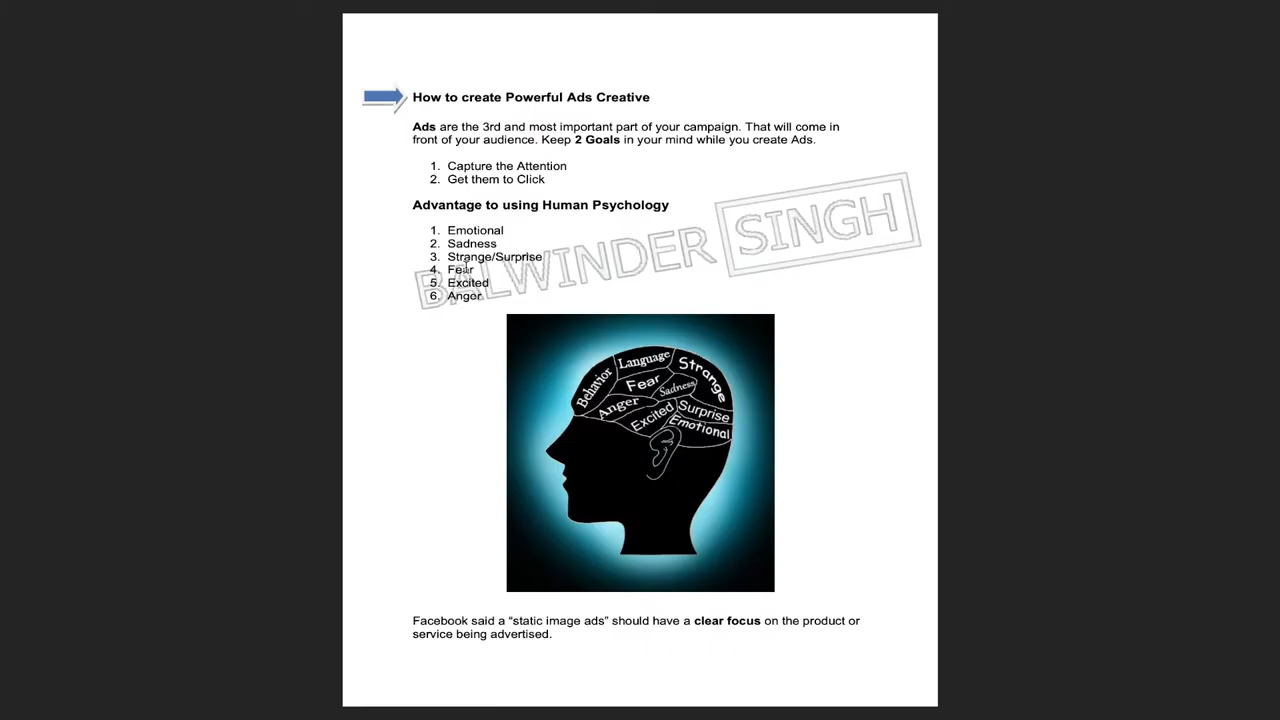 How to create Powerful Ads Creative
Ads are the 3rd and most important part of your campaign. That will come in
front of your audience. Keep 2 Goals in your mind while you create Ads.
1. Capture the Attention
2. Get them to Click
Advantage to using Human Psychology
1. Emotional
2. Sadness
3. Strange/Surprise
4. Fear
5. Excited
6. Anger
BALWINDER SINGH
Behavior
Language
Strange
Fear
Sadness
Anger
Excited
Surprise
Emotional
Facebook said a “static image ads” should have a clear focus on the product or
service being advertised.